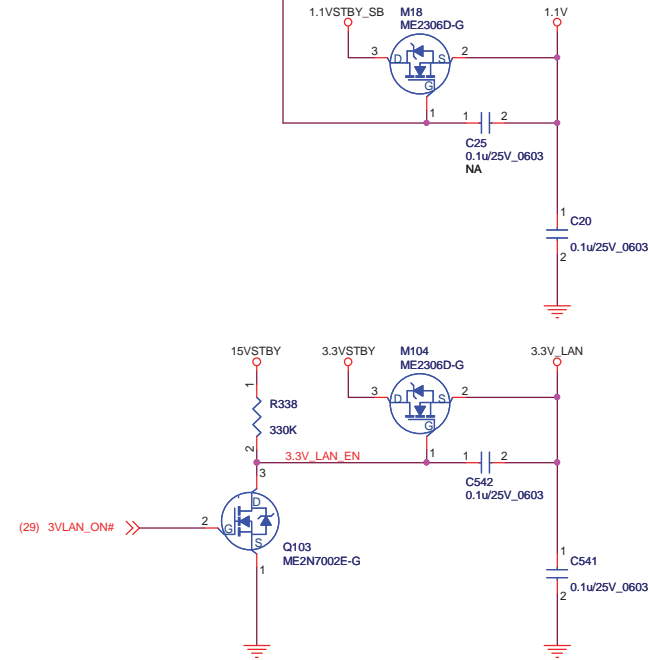 1.1VSTBY_SB
M18
ME2306D-G
1.1V
3
D
S
2
G
1
1
2
C25
0.1u/25V_0603
NA
1
C20
0.1u/25V_0603
2
15VSTBY
3.3VSTBY
M104
ME2306D-G
3.3V_LAN
1
R338
330K
2
3
D
S
2
G
3.3V_LAN_EN
1
1
2
C542
0.1u/25V_0603
3
D
(29) 3VLAN_ON#
2
G
S
Q103
ME2N7002E-G
1
1
C541
0.1u/25V_0603
2